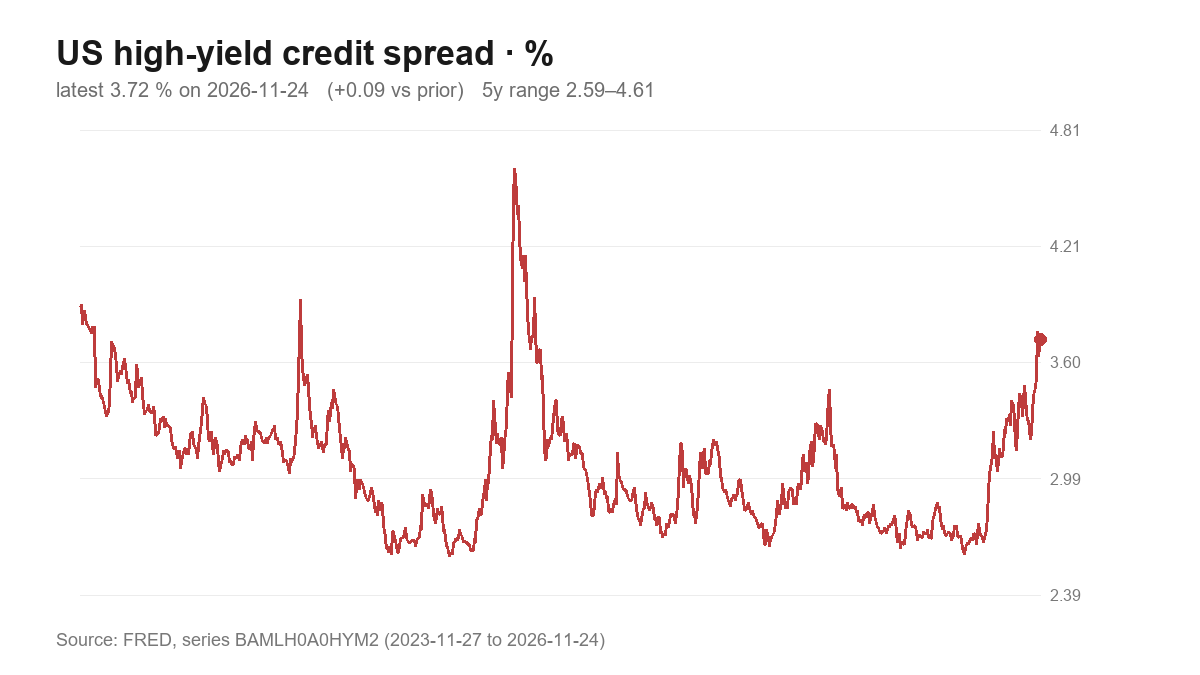 US high-yield credit spread · %
latest 3.72 % on 2026-11-24 (+0.09 vs prior) 5y range 2.59–4.61
4.81
4.21
3.60
2.99
2.39
Source: FRED, series BAMLH0A0HYM2 (2023-11-27 to 2026-11-24)